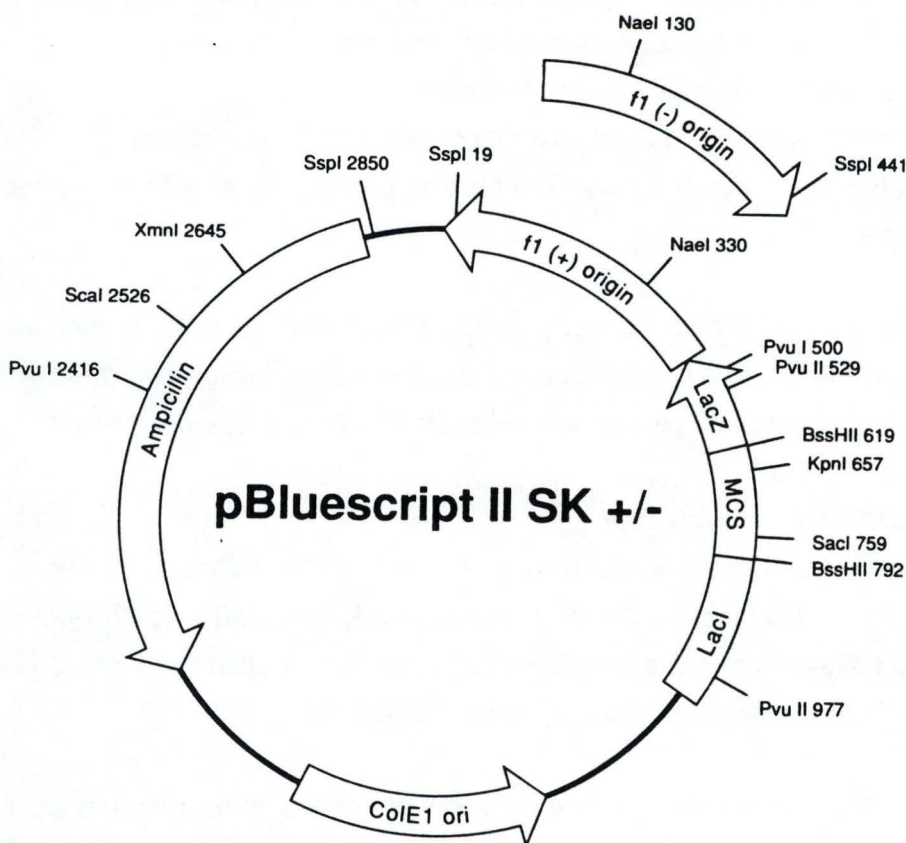 NaeI 130
f1 (-) origin
SspI 441
SspI 2850
SspI 19
XmnI 2645
f1 (+) origin
NaeI 330
ScaI 2526
Pvu I 2416
Pvu I 500
Pvu II 529
Ampicillin
LacZ
BssHII 619
KpnI 657
pBluescript II SK +/-
MCS
SacI 759
BssHII 792
LacI
Pvu II 977
ColE1 ori